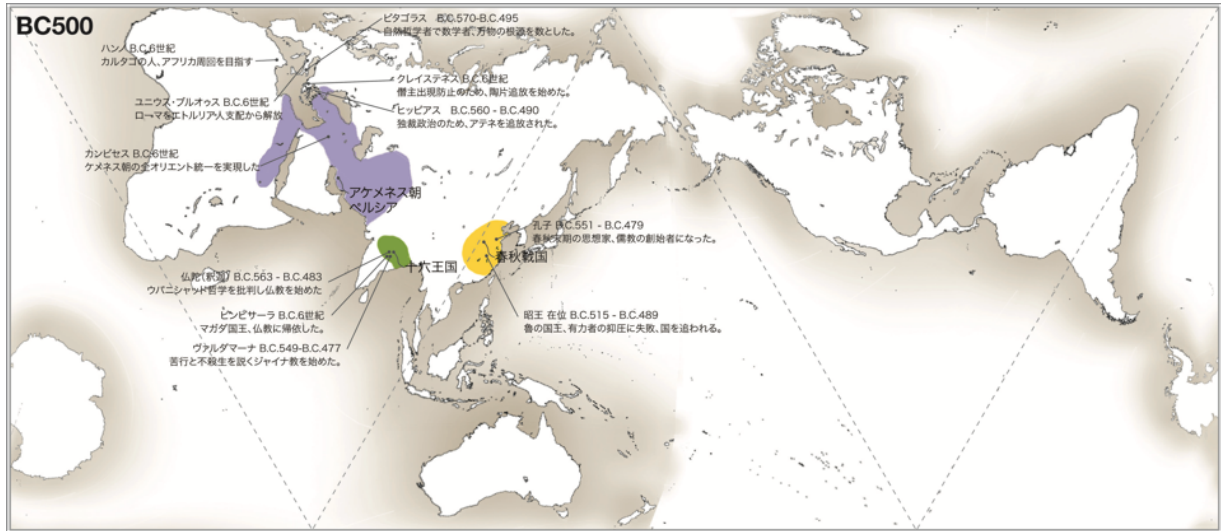 BC500
ピタゴラス　B.C.570-B.C.495
自然哲学者で数学者、万物の根源を数とした。
ハンノ B.C.6世紀
カルタゴの人、アフリカ周回を目指す
クレイステネス B.C.6世紀
僭主出現防止のため、陶片追放を始めた。
ユニウス・ブルオゥス B.C.6世紀
ローマをエトルリア人支配から解放
ヒッピアス　B.C.560 - B.C.490
独裁政治のため、アテネを追放された。
カンビセス B.C.6世紀
ケメネス朝の全オリエント統一を実現した
アケメネス朝
ペルシア
孔子 B.C.551 - B.C.479
春秋末期の思想家、儒教の創始者になった。
春秋戦国
十六王国
仏陀（釈迦） B.C.563 - B.C.483
ウパニシャッド哲学を批判し仏教を始めた
ビンビサーラ B.C.6世紀
マガダ国王、仏教に帰依した。
昭王 在位 B.C.515 - B.C.489
魯の国王、有力者の抑圧に失敗、国を追われる。
ヴァルダマーナ B.C.549-B.C.477
苦行と不殺生を説くジャイナ教を始めた。